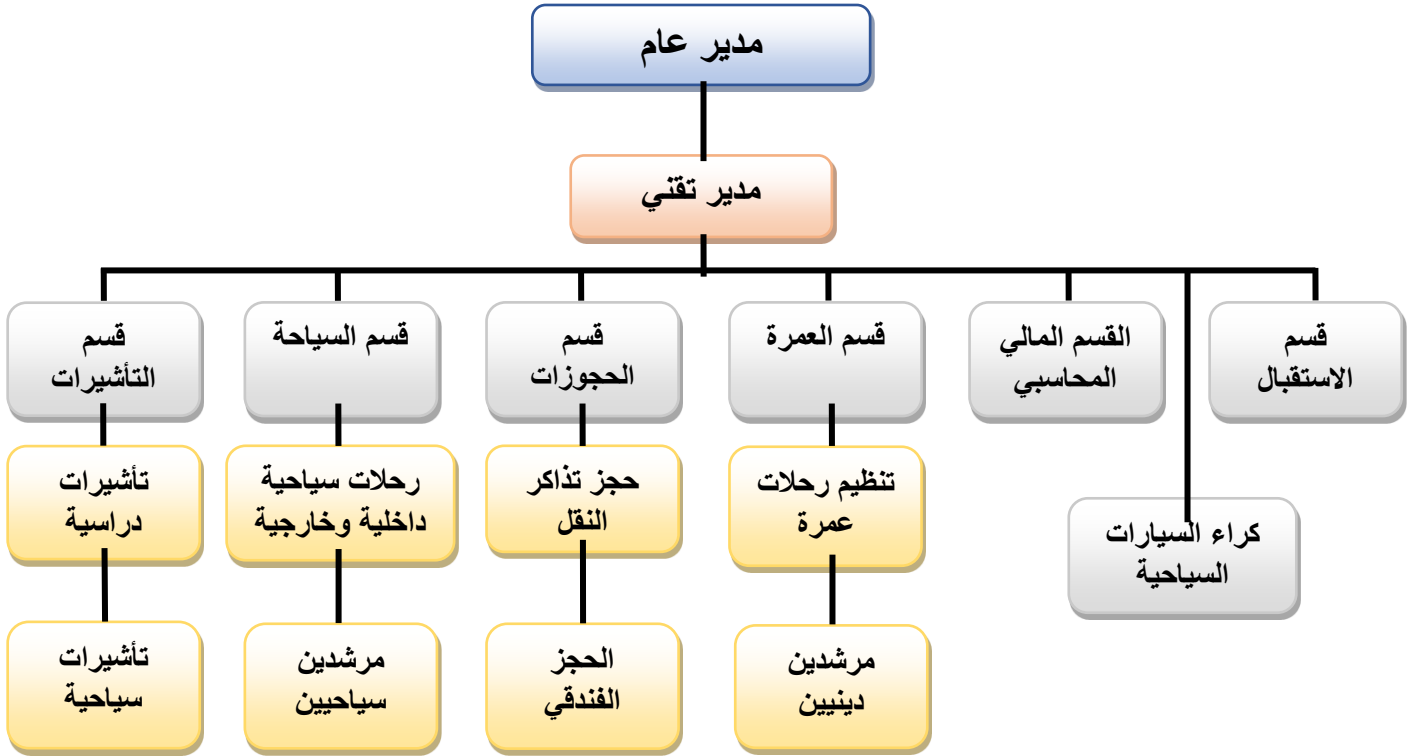 مدير عام
مدير تقني
قسم
الاستقبال
القسم المالي
المحاسبي
قسم العمرة
قسم
الحجوزات
قسم السياحة
قسم
التأشيرات
كراء السيارات
السياحية
تنظيم رحلات
عمرة
حجز تذاكر
النقل
رحلات سياحية
داخلية وخارجية
تأشيرات
دراسية
مرشدين
دينيين
الحجز
الفندقي
مرشدين
سياحيين
تأشيرات
سياحية